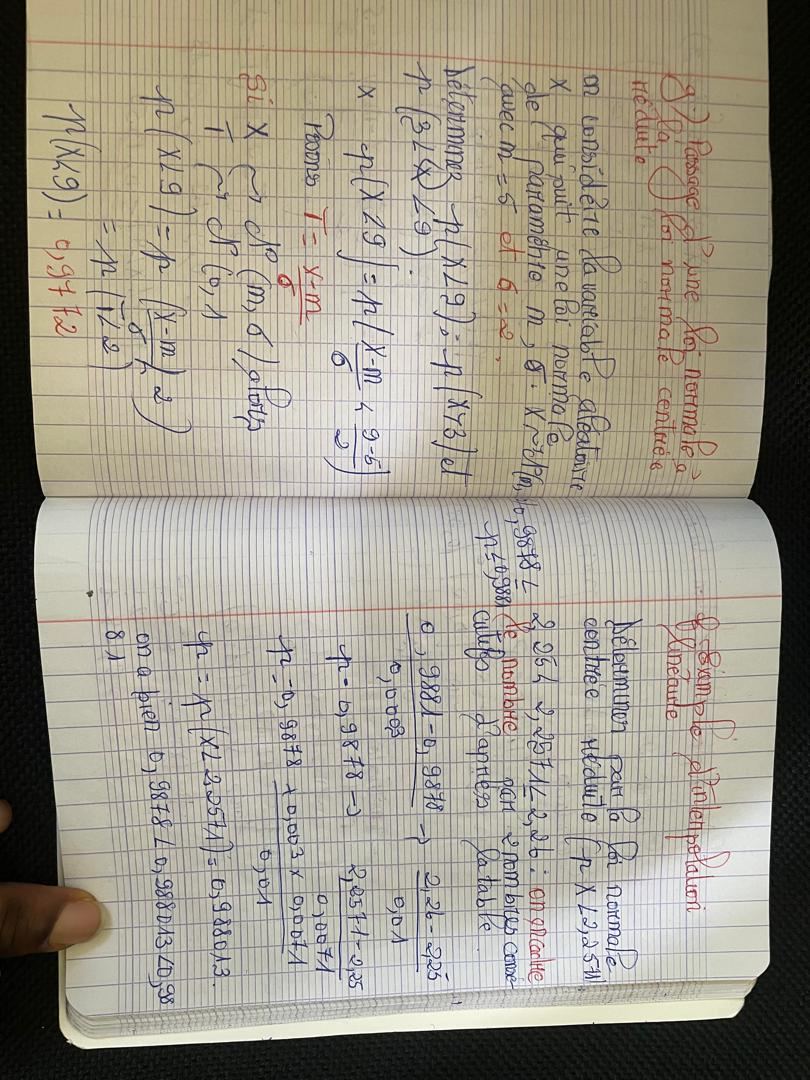 g) Passage d'une loi normale à
la loi normale centrée
réduite
on considère la variable aléatoire
X qui suit une loi normale
de paramètre m, σ. X ~> N(m,
avec m = 5 et σ = 2,
Déterminer p(X<9); p(X<3) et
p(3<X<9).
x p(X<9) = p(X-m/σ < 9-5/2)
Posons T = X-m/σ
Si X ~> N(m,σ) alors
T ~> N(0,1
p(X<9) = p(X-m/σ < 2)
= p(T<2)
p(X<9) = 0,9772
f Exemple d'interpolation
linéaire
Déterminon par la loi normale
centrée réduite (p X<2,2571)
2,25 < 2,2571 ≤ 2,26 : on encadre
0,9878 ≤ p ≤ 0,9881 le nombre par 2 nombres consé-
cutifs d'après la table.
0,9881-0,9878 -> 2,26-2,25
0,0003 0,01
p-0,9878 -> 2,2571-2,25
0,0071
p = 0,9878 + 0,003 x 0,0071/0,01
p = p(X<2,2571) = 0,988013.
on a bien 0,9878 < 0,988013 < 0,98
81